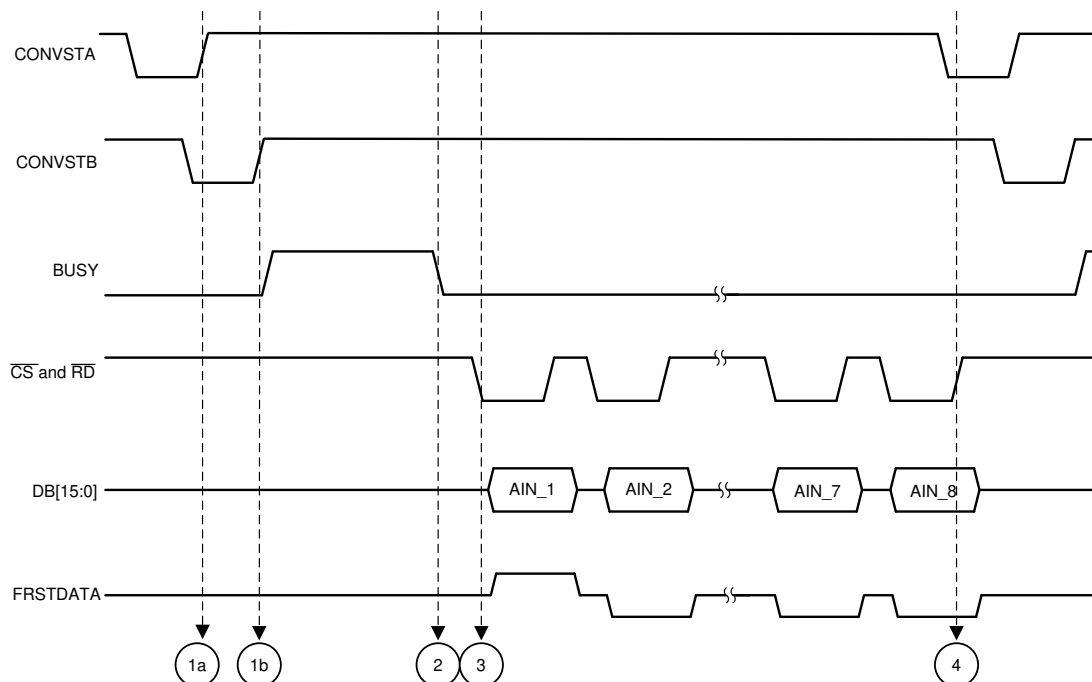 CONVSTA
CONVSTB
BUSY
CS and RD
DB[15:0]
AIN_1
AIN_2
AIN_7
AIN_8
FRSTDATA
1a
1b
2
3
4